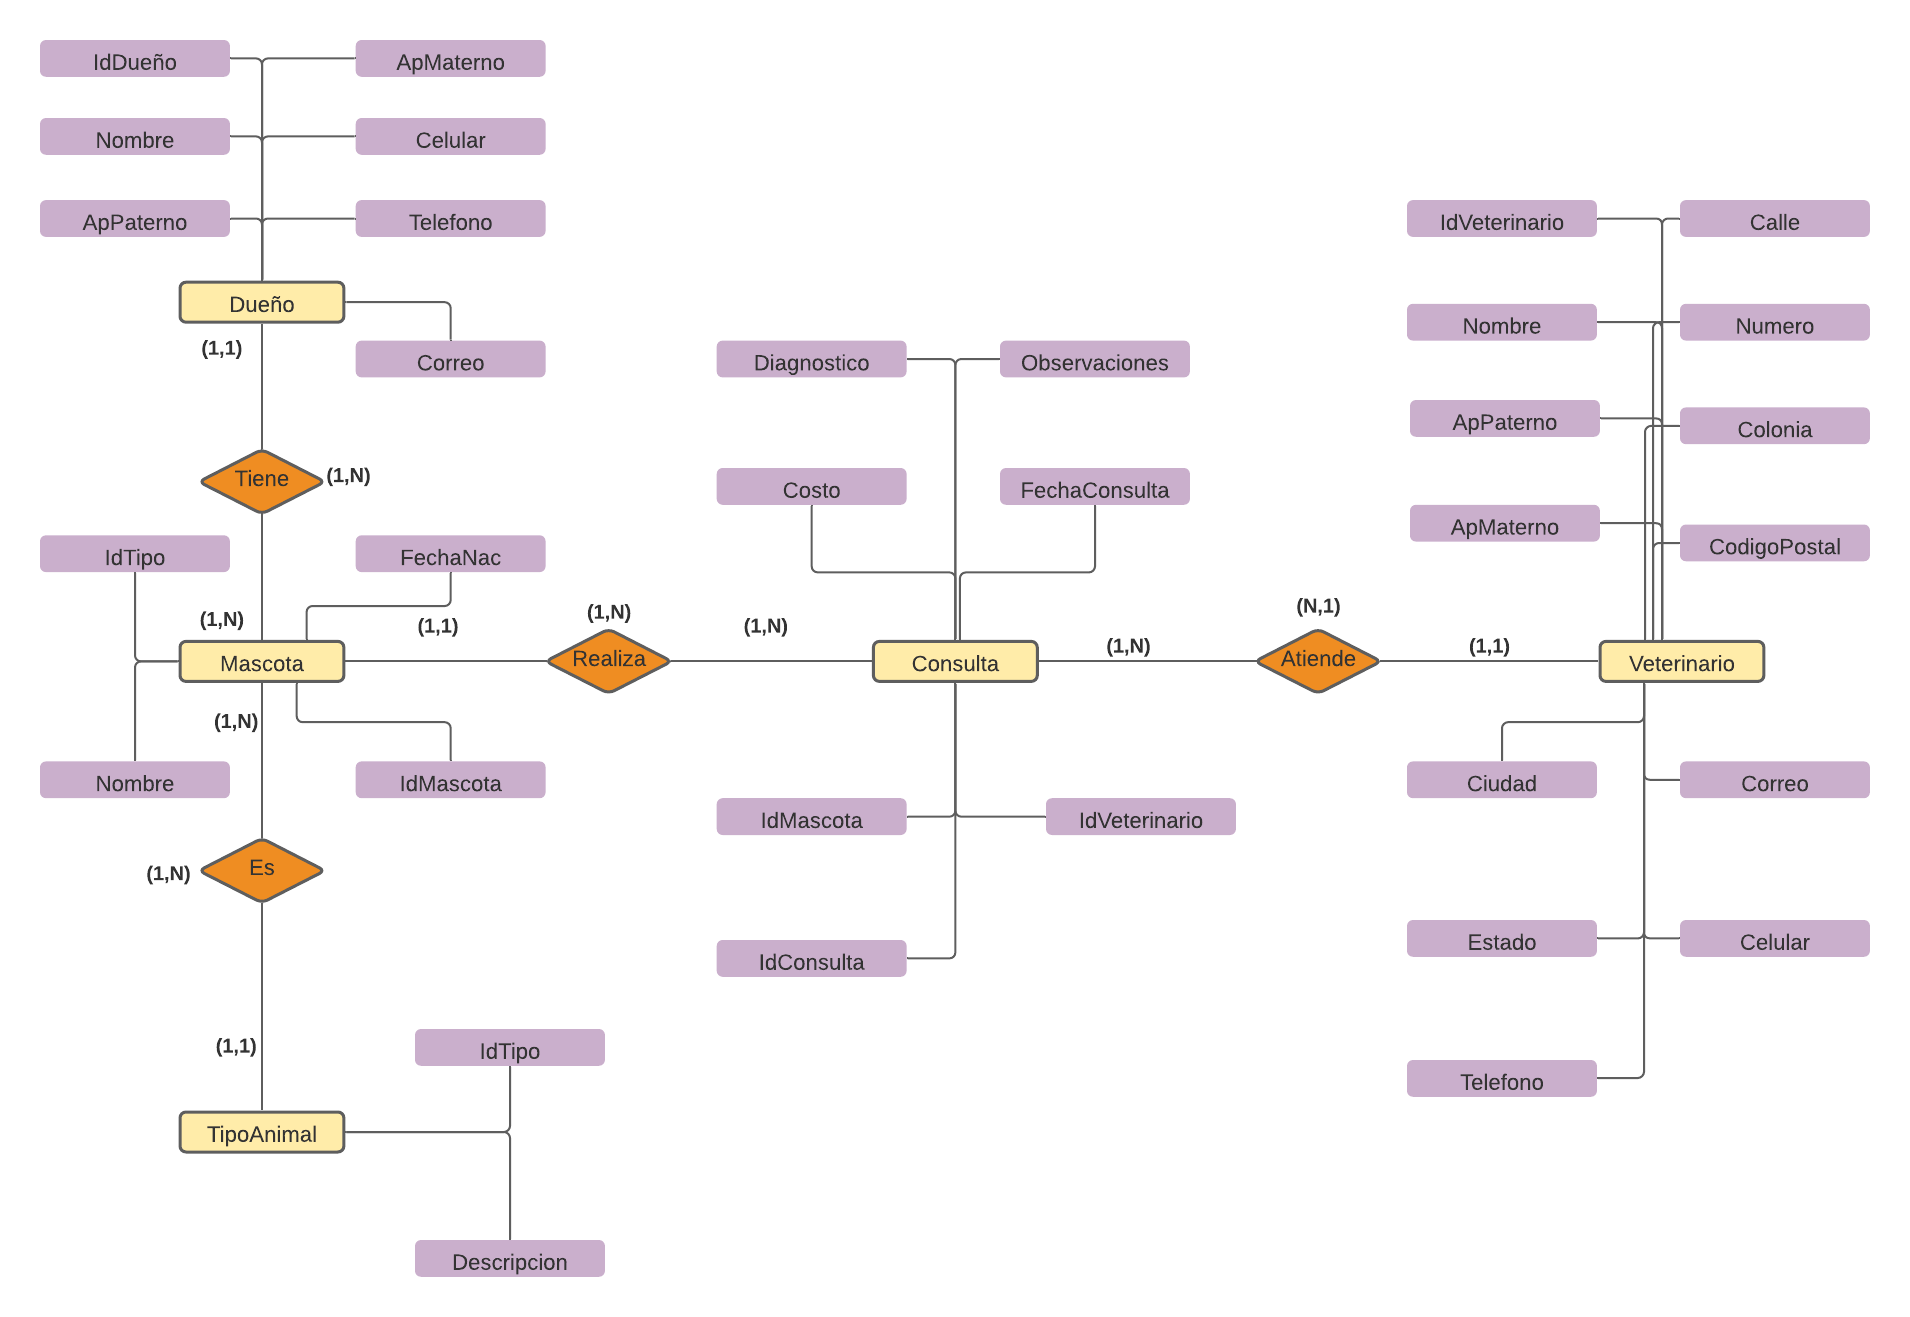 IdDueño
ApMaterno
Nombre
Celular
ApPaterno
Telefono
Dueño
(1,1)
Correo
Tiene
(1,N)
IdTipo
FechaNac
(1,N)
(1,1)
Mascota
(1,N)
Nombre
IdMascota
Es
(1,N)
(1,1)
IdTipo
TipoAnimal
Descripcion
(1,N)
Realiza
(1,N)
Diagnostico
Observaciones
Costo
FechaConsulta
Consulta
(1,N)
IdMascota
IdVeterinario
IdConsulta
(N,1)
Atiende
(1,1)
IdVeterinario
Calle
Nombre
Numero
ApPaterno
Colonia
ApMaterno
CodigoPostal
Veterinario
Ciudad
Correo
Estado
Celular
Telefono